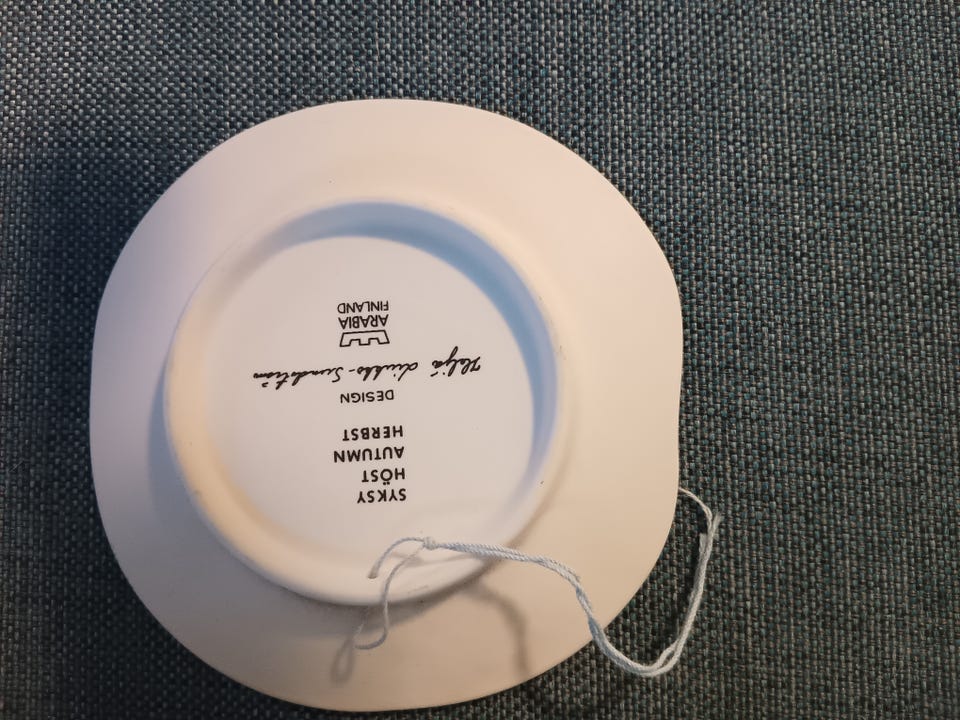 SYKSY
HÖST
AUTUMN
HERBST
DESIGN
Heljä Liukko-Sundström
ARABIA
FINLAND